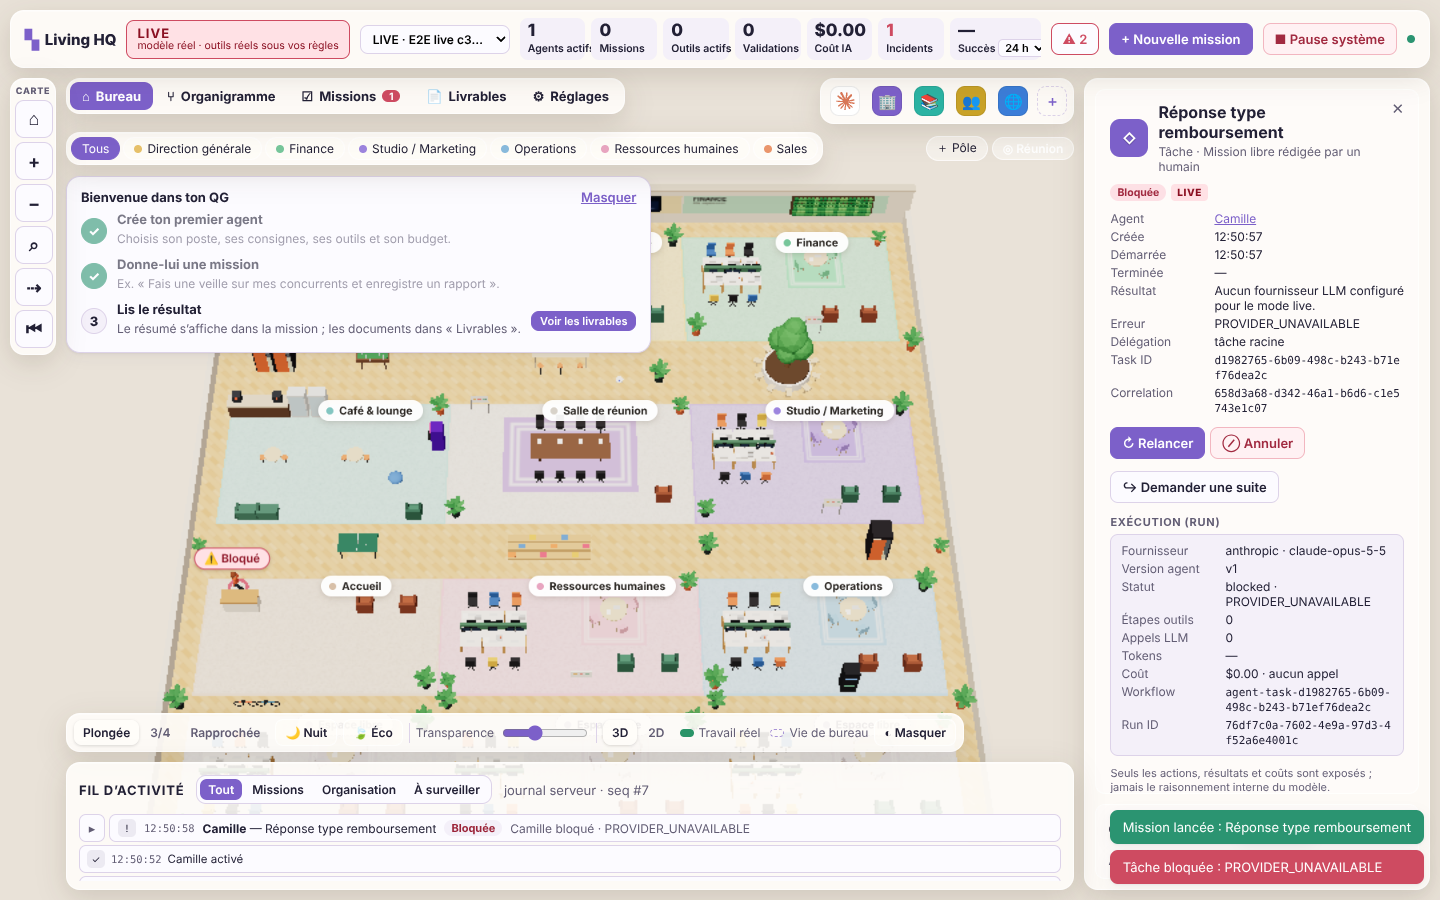 Living HQ
LIVE
modèle réel · outils réels sous vos règles
LIVE · E2E live c3...
1
Agents actifs
0
Missions
0
Outils actifs
0
Validations
$0.00
Coût IA
1
Incidents
—
Succès
24 h
⚠ 2
+ Nouvelle mission
Pause système
CARTE
Bureau
Organigramme
Missions 1
Livrables
Réglages
Tous
Direction générale
Finance
Studio / Marketing
Operations
Ressources humaines
Sales
+ Pôle
Réunion
Bienvenue dans ton QG
Masquer
Crée ton premier agent
Choisis son poste, ses consignes, ses outils et son budget.
Donne-lui une mission
Ex. « Fais une veille sur mes concurrents et enregistre un rapport ».
3
Lis le résultat
Le résumé s'affiche dans la mission ; les documents dans « Livrables ».
Voir les livrables
FINANCE
Finance
Café & lounge
Salle de réunion
Studio / Marketing
⚠ Bloqué
Accueil
Ressources humaines
Operations
Plongée
3/4
Rapprochée
Nuit
Éco
Transparence
3D
2D
Travail réel
Vie de bureau
Masquer
FIL D'ACTIVITÉ
Tout
Missions
Organisation
À surveiller
journal serveur · seq #7
! 12:50:58 Camille — Réponse type remboursement Bloquée Camille bloqué · PROVIDER_UNAVAILABLE
✓ 12:50:52 Camille activé
Réponse type
remboursement
Tâche · Mission libre rédigée par un
humain
Bloquée LIVE
Agent Camille
Créée 12:50:57
Démarrée 12:50:57
Terminée —
Résultat Aucun fournisseur LLM configuré
pour le mode live.
Erreur PROVIDER_UNAVAILABLE
Délégation tâche racine
Task ID d1982765-6b09-498c-b243-b71e
f76dea2c
Correlation 658d3a68-d342-46a1-b6d6-c1e5
743e1c07
Relancer
Annuler
Demander une suite
EXÉCUTION (RUN)
Fournisseur anthropic · claude-opus-5-5
Version agent v1
Statut blocked ·
PROVIDER_UNAVAILABLE
Étapes outils 0
Appels LLM 0
Tokens —
Coût $0.00 · aucun appel
Workflow agent-task-d1982765-6b09-
498c-b243-b71ef76dea2c
Run ID 76df7c0a-7602-4e9a-97d3-4
f52a6e4001c
Seuls les actions, résultats et coûts sont exposés ;
jamais le raisonnement interne du modèle.
Mission lancée : Réponse type remboursement
Tâche bloquée : PROVIDER_UNAVAILABLE